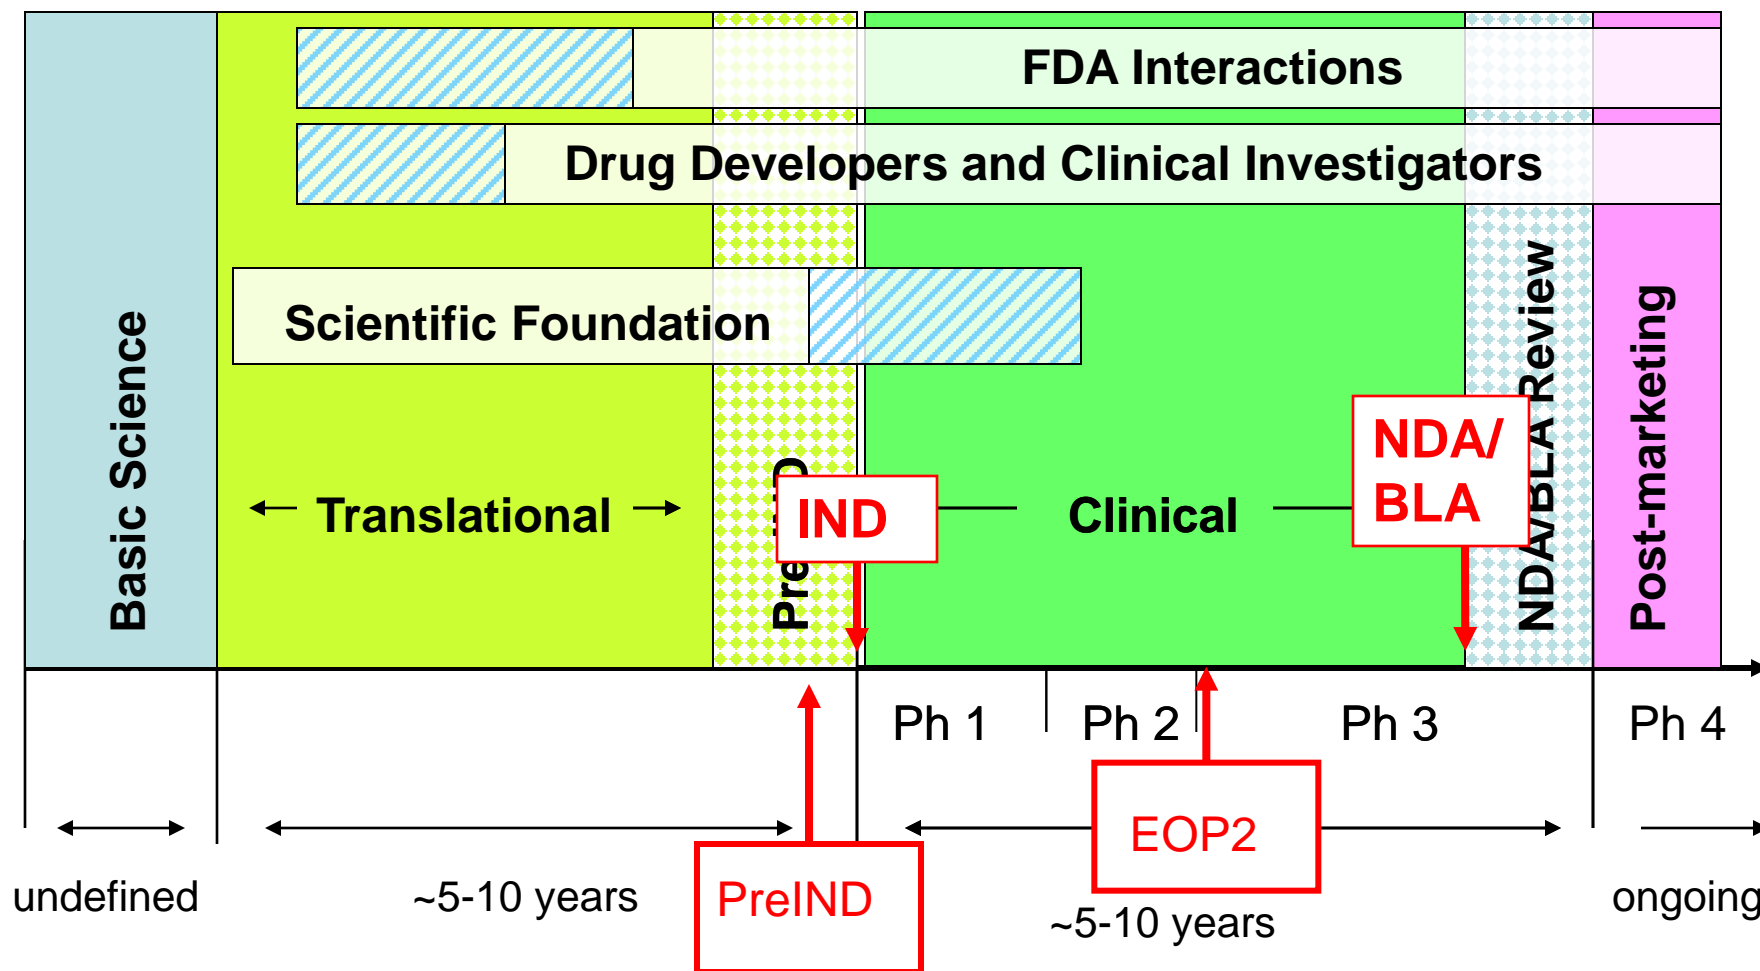 FDA Interactions
Drug Developers and Clinical Investigators
Scientific Foundation
Basic Science
Translational
Pre
D
IND
Clinical
NDA/
BLA
NDA/BLA Review
Post-marketing
Ph 1
Ph 2
Ph 3
Ph 4
EOP2
PreIND
undefined
~5-10 years
~5-10 years
ongoing